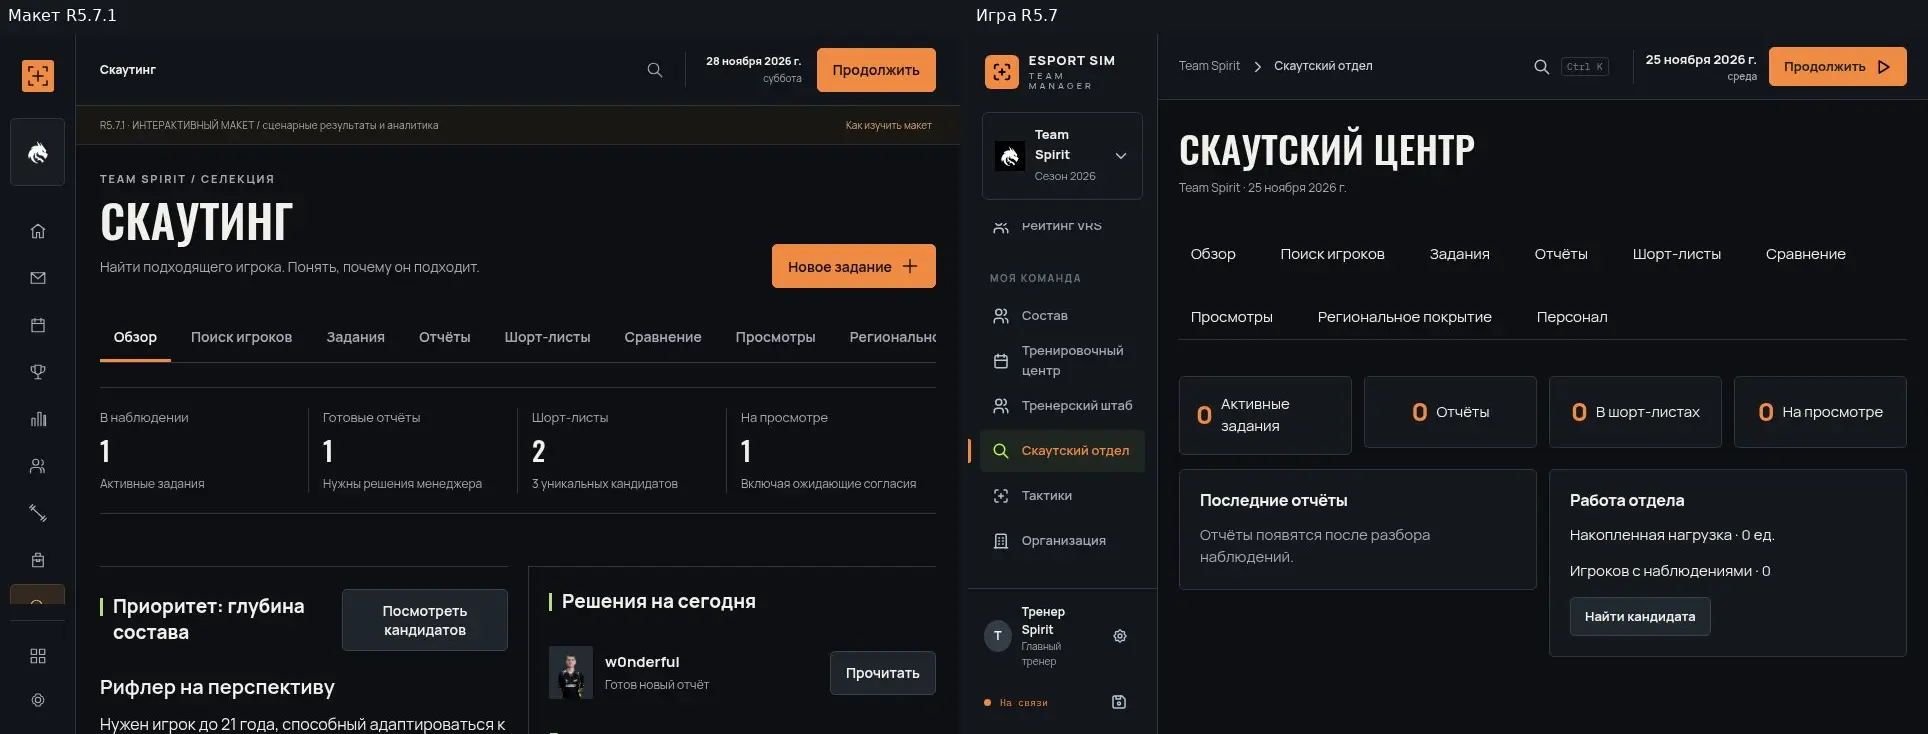 Макет R5.7.1
Скаутинг
28 ноября 2026 г.
суббота
Продолжить
R5.7.1 · ИНТЕРАКТИВНЫЙ МАКЕТ / сценарные результаты и аналитика
Как изучить макет
TEAM SPIRIT / СЕЛЕКЦИЯ
СКАУТИНГ
Найти подходящего игрока. Понять, почему он подходит.
Новое задание
Обзор
Поиск игроков
Задания
Отчёты
Шорт-листы
Сравнение
Просмотры
Регионально
В наблюдении
1
Активные задания
Готовые отчёты
1
Нужны решения менеджера
Шорт-листы
2
3 уникальных кандидатов
На просмотре
1
Включая ожидающие согласия
Приоритет: глубина
состава
Посмотреть
кандидатов
Рифлер на перспективу
Нужен игрок до 21 года, способный адаптироваться к
Решения на сегодня
w0nderful
Готов новый отчёт
Прочитать
Игра R5.7
ESPORT SIM
TEAM
MANAGER
Team
Spirit
Сезон 2026
Рейтинг VRS
МОЯ КОМАНДА
Состав
Тренировочный
центр
Тренерский штаб
Скаутский отдел
Тактики
Организация
Т
Тренер
Spirit
Главный
тренер
На связи
Team Spirit
Скаутский отдел
Ctrl K
25 ноября 2026 г.
среда
Продолжить
СКАУТСКИЙ ЦЕНТР
Team Spirit · 25 ноября 2026 г.
Обзор
Поиск игроков
Задания
Отчёты
Шорт-листы
Сравнение
Просмотры
Региональное покрытие
Персонал
0 Активные
задания
0 Отчёты
0 В шорт-листах
0 На просмотре
Последние отчёты
Отчёты появятся после разбора
наблюдений.
Работа отдела
Накопленная нагрузка · 0 ед.
Игроков с наблюдениями · 0
Найти кандидата